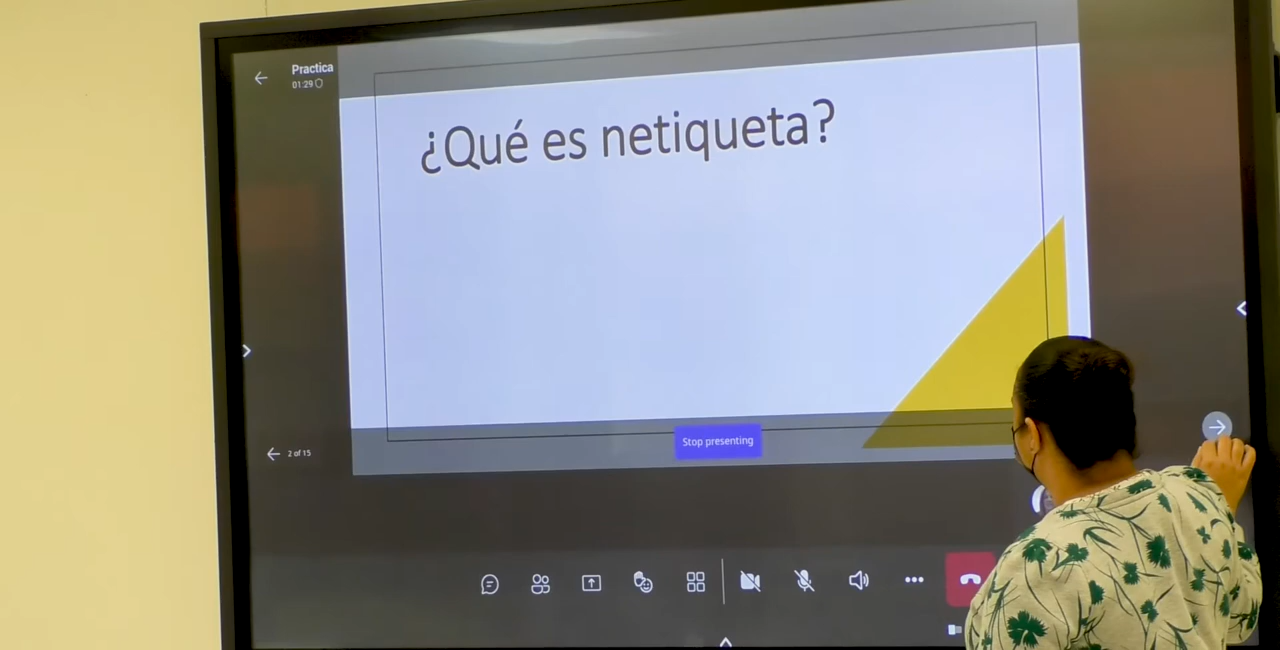 Practica
01:29
¿Qué es netiqueta?
Stop presenting
2 of 15